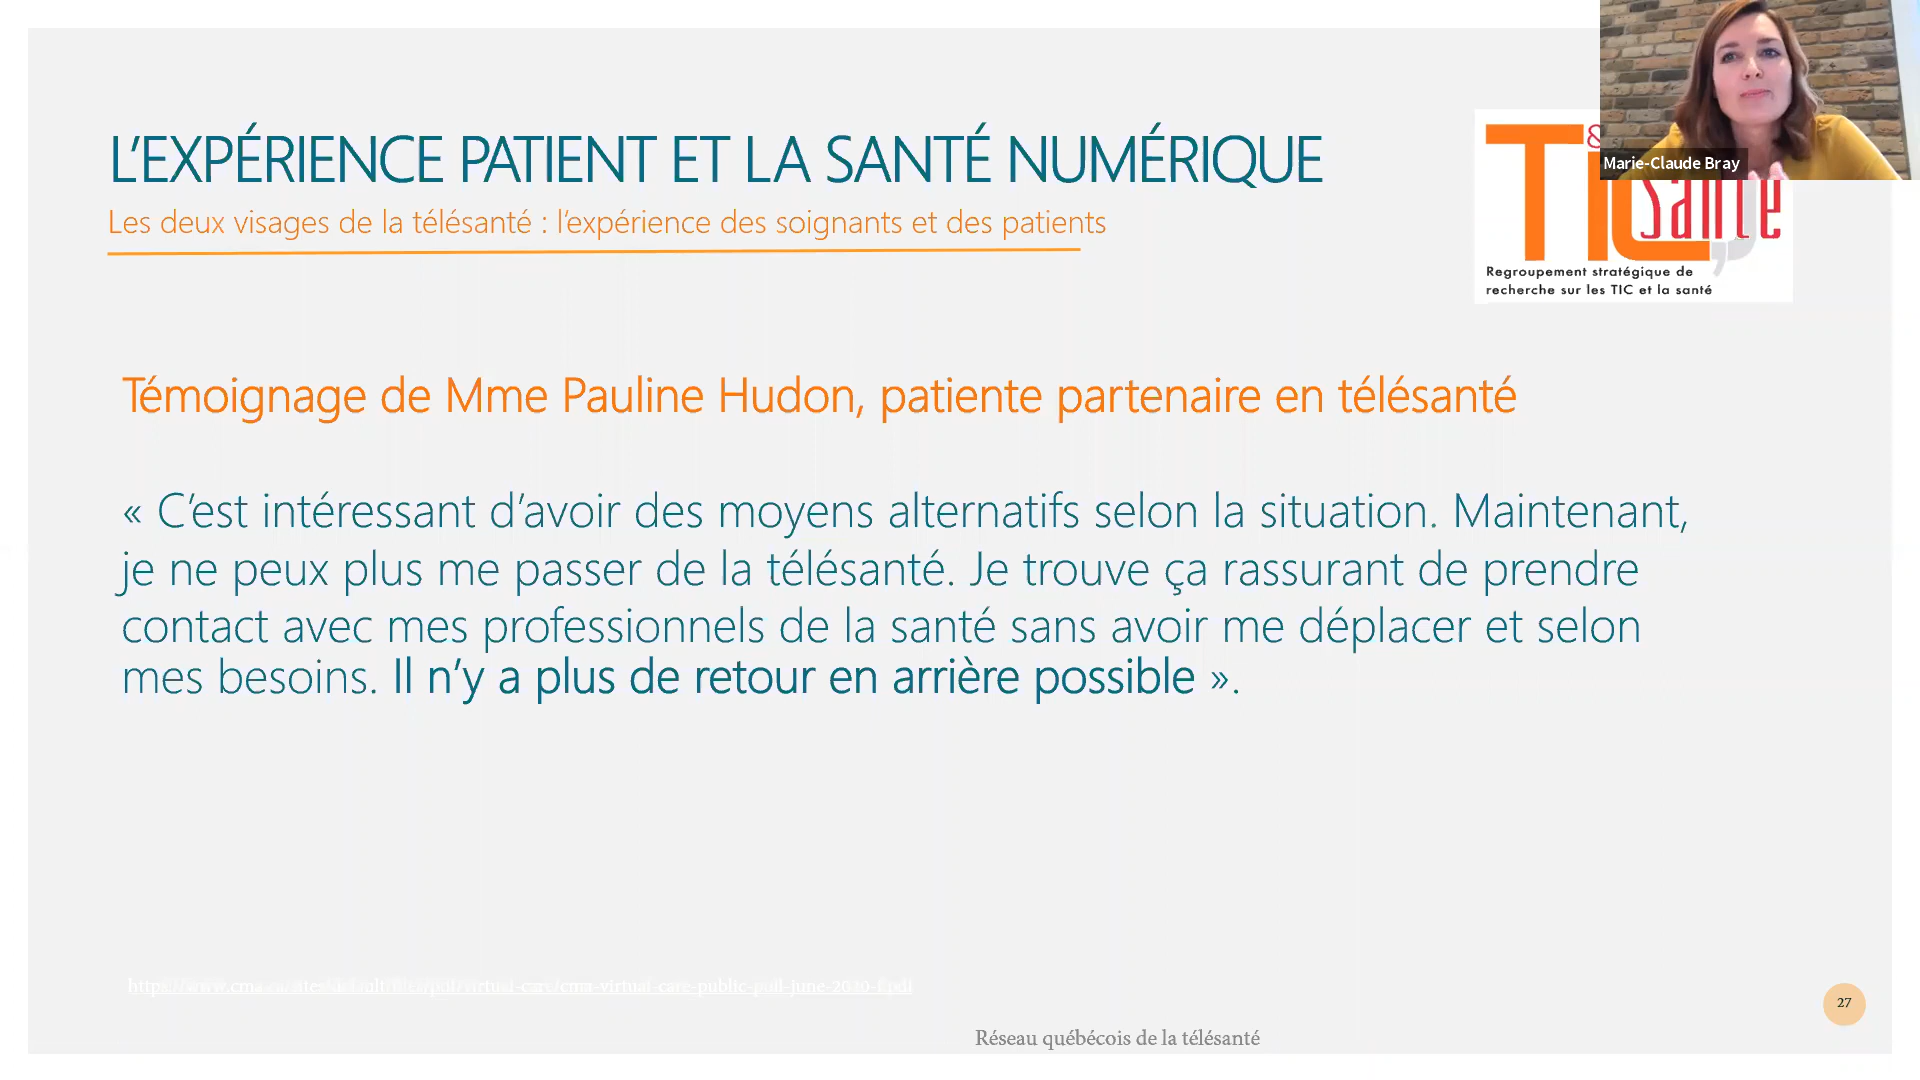 L'EXPÉRIENCE PATIENT ET LA SANTÉ NUMÉRIQUE
Les deux visages de la télésanté : l'expérience des soignants et des patients
Marie-Claude Bray
TIC
&
santé
Regroupement stratégique de
recherche sur les TIC et la santé
Témoignage de Mme Pauline Hudon, patiente partenaire en télésanté
« C'est intéressant d'avoir des moyens alternatifs selon la situation. Maintenant,
je ne peux plus me passer de la télésanté. Je trouve ça rassurant de prendre
contact avec mes professionnels de la santé sans avoir me déplacer et selon
mes besoins. Il n'y a plus de retour en arrière possible ».
27
Réseau québécois de la télésanté